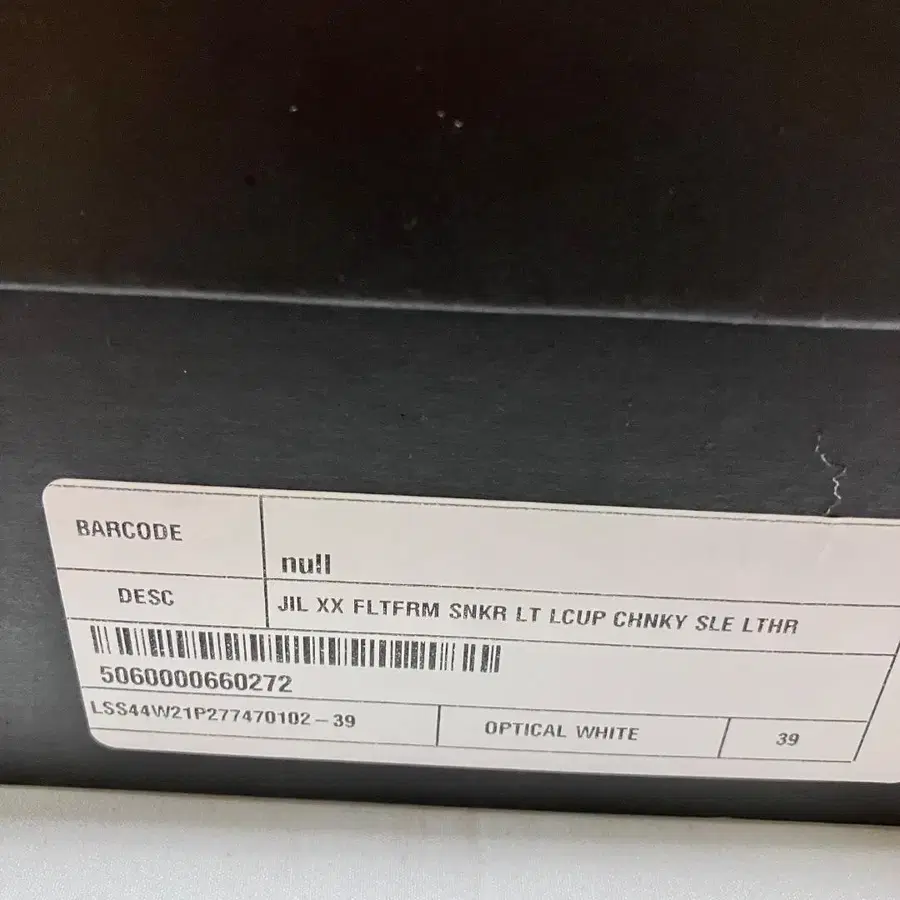 BARCODE
null
DESC
JIL XX FLTFRM SNKR LT LCUP CHNKY SLE LTHR
5060000660272
LSS44W21P277470102-39
OPTICAL WHITE
39